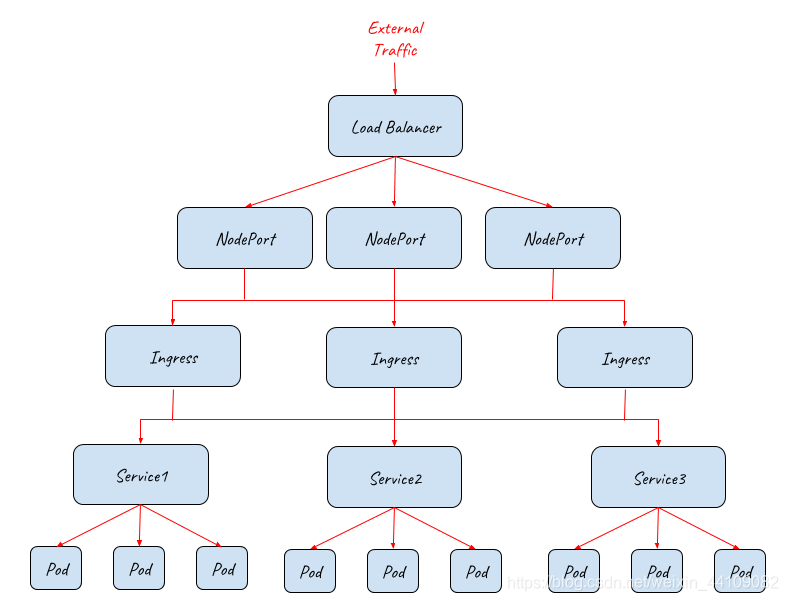 External
Traffic
Load Balancer
NodePort
NodePort
NodePort
Ingress
Ingress
Ingress
Service1
Service2
Service3
Pod
Pod
Pod
Pod
Pod
Pod
Pod
Pod
Pod
https://blog.csdn.net/weixin_44109082